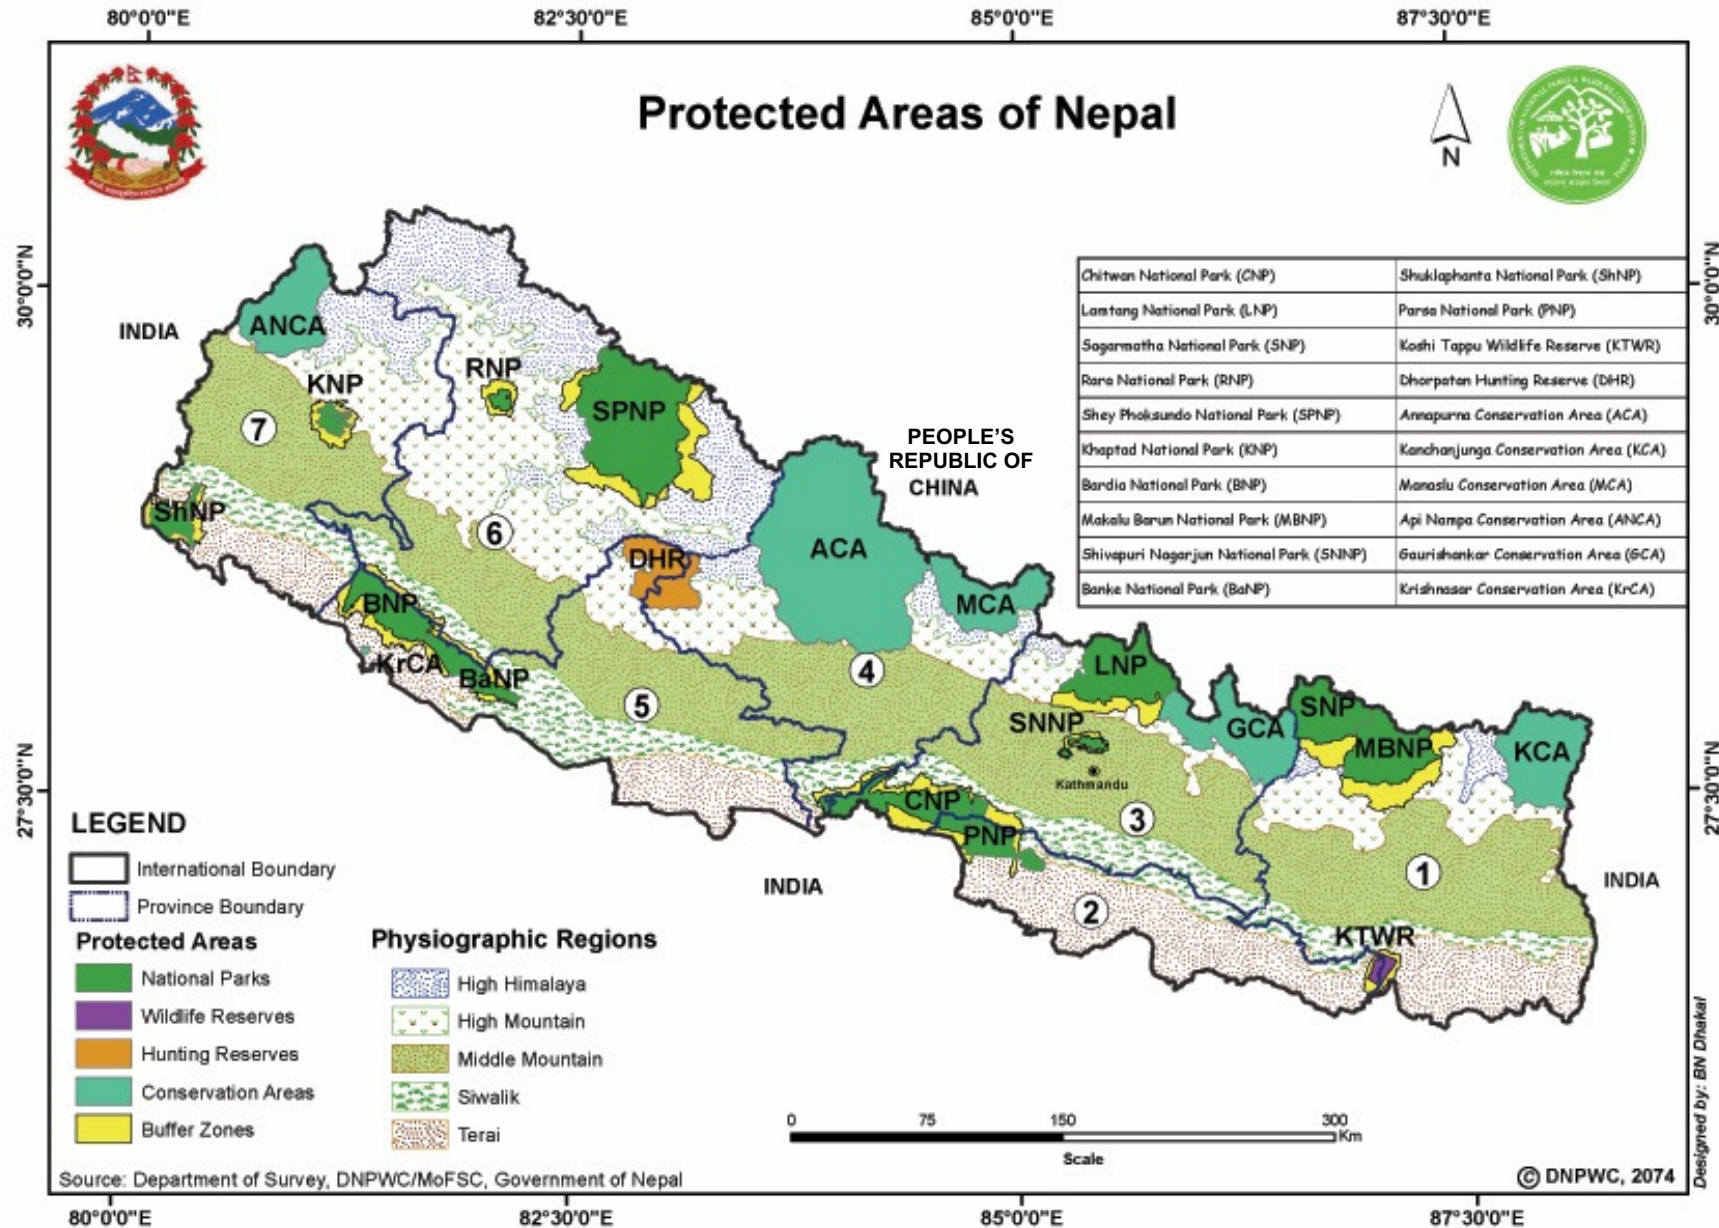 80°0'0"E
82°30'0"E
85°0'0"E
87°30'0"E
Protected Areas of Nepal
N
30°0'0"N
30°0'0"N
Chitwan National Park (CNP)
Shuklaphanta National Park (ShNP)
Lamtang National Park (LNP)
Parsa National Park (PNP)
Sagarmatha National Park (SNP)
Koshi Tappu Wildlife Reserve (KTWR)
Rara National Park (RNP)
Dhorpatan Hunting Reserve (DHR)
Shey Phoksundo National Park (SPNP)
Annapurna Conservation Area (ACA)
Khaptad National Park (KNP)
Kanchanjunga Conservation Area (KCA)
Bardia National Park (BNP)
Manaslu Conservation Area (MCA)
Makalu Barun National Park (MBNP)
Api Nampa Conservation Area (ANCA)
Shivapuri Nagarjun National Park (SNNP)
Gaurishankar Conservation Area (GCA)
Banke National Park (BaNP)
Krishnasar Conservation Area (KrCA)
INDIA
ANCA
KNP
RNP
SPNP
7
PEOPLE'S
REPUBLIC OF
CHINA
ShNP
6
DHR
ACA
BNP
MCA
KrCA
BaNP
4
5
LNP
SNNP
GCA
SNP
MBNP
KCA
Kathmandu
CNP
PNP
3
1
2
INDIA
INDIA
KTWR
27°30'0"N
27°30'0"N
LEGEND
International Boundary
Province Boundary
Protected Areas
National Parks
Wildlife Reserves
Hunting Reserves
Conservation Areas
Buffer Zones
Physiographic Regions
High Himalaya
High Mountain
Middle Mountain
Siwalik
Terai
0
75
150
300
Km
Scale
Source: Department of Survey, DNPWC/MoFSC, Government of Nepal
© DNPWC, 2074
Designed by: BN Dhakal
80°0'0"E
82°30'0"E
85°0'0"E
87°30'0"E